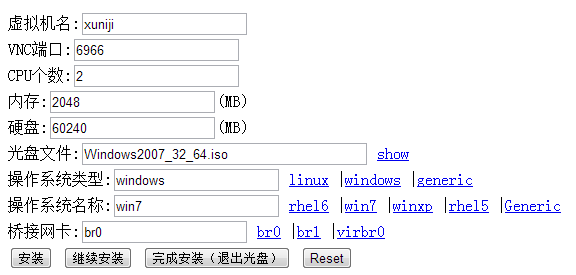 虚拟机名:xuniji
VNC端口:6966
CPU个数:2
内存:2048(MB)
硬盘:60240(MB)
光盘文件:Windows2007_32_64.iso show
操作系统类型:windows linux |windows |generic
操作系统名称:win7 rhel6 |win7 |winxp |rhel5 |Generic
桥接网卡:br0 br0 |br1 |virbr0
安装 继续安装 完成安装（退出光盘） Reset